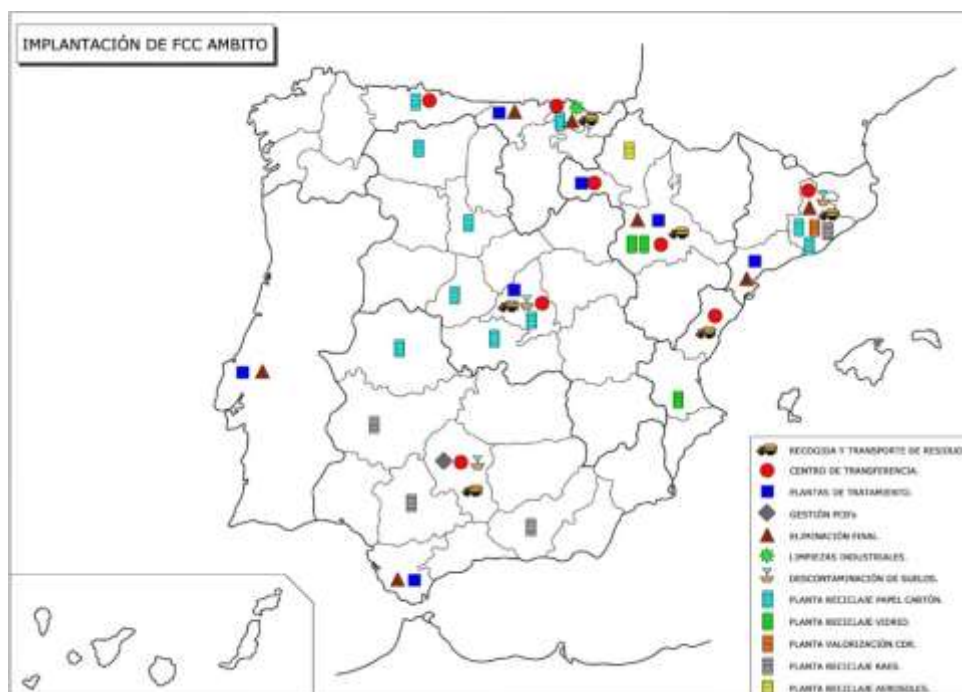 IMPLANTACIÓN DE FCC AMBITO
RECOGIDA Y TRANSPORTE DE RESIDUO
CENTRO DE TRANSFERENCIA.
PLANTAS DE TRATAMIENTO.
GESTIÓN PCB's
ELIMINACIÓN FINAL.
LIMPIEZAS INDUSTRIALES.
DESCONTAMINACIÓN DE SUELOS.
PLANTA RECICLAJE PAPEL CARTÓN.
PLANTA RECICLAJE VIDRIO
PLANTA VALORIZACIÓN CDR.
PLANTA RECICLAJE RAES.
PLANTA RECICLAJE AEROSOLES.